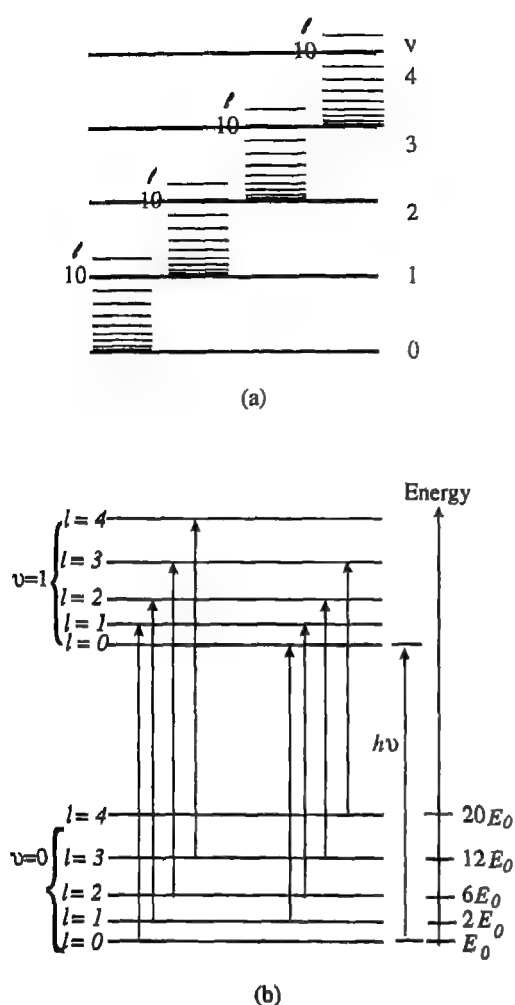 l
10
ν
4
l
10
3
l
10
2
l
10
1
0
(a)
Energy
l = 4
l = 3
υ=1
l = 2
l = 1
l = 0
hυ
l = 4
20E₀
υ=0
l = 3
12E₀
l = 2
6E₀
l = 1
2E₀
l = 0
E₀
(b)